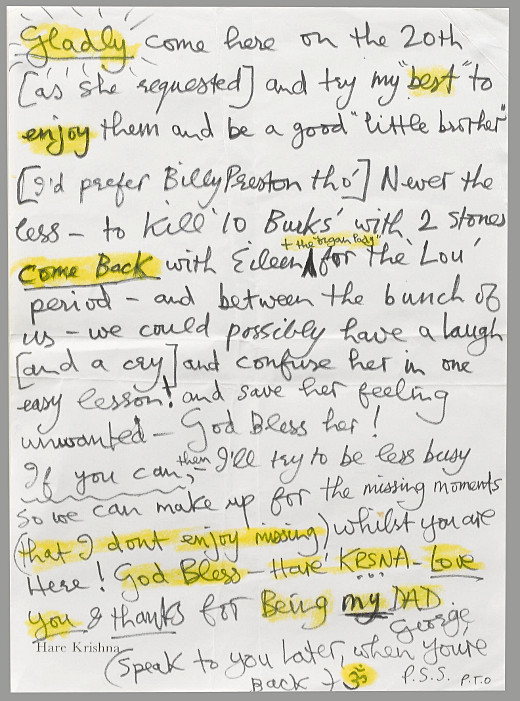 Gladly come here on the 20th
[as she requested] and try my "best" to
enjoy them and be a good "little brother"
[I'd prefer Billy Preston tho'] Never the
less - to kill '10 Burks' with 2 stones
+ the "organ lady"
come Back with Eileen for the 'Lou'
period - and between the bunch of
us - we could possibly have a laugh
[and a cry] and confuse her in one
easy lesson! and save her feeling
unwanted - God Bless her!
If you can, then I'll try to be less busy
so we can make up for the missing moments
(that I dont enjoy missing) whilst you are
Here! God Bless - Hare KRSNA - Love
you & thanks for Being my DAD.
George
Hare Krishna
(Speak to you later, when you're
back + ॐ P.S.S. P.T.O